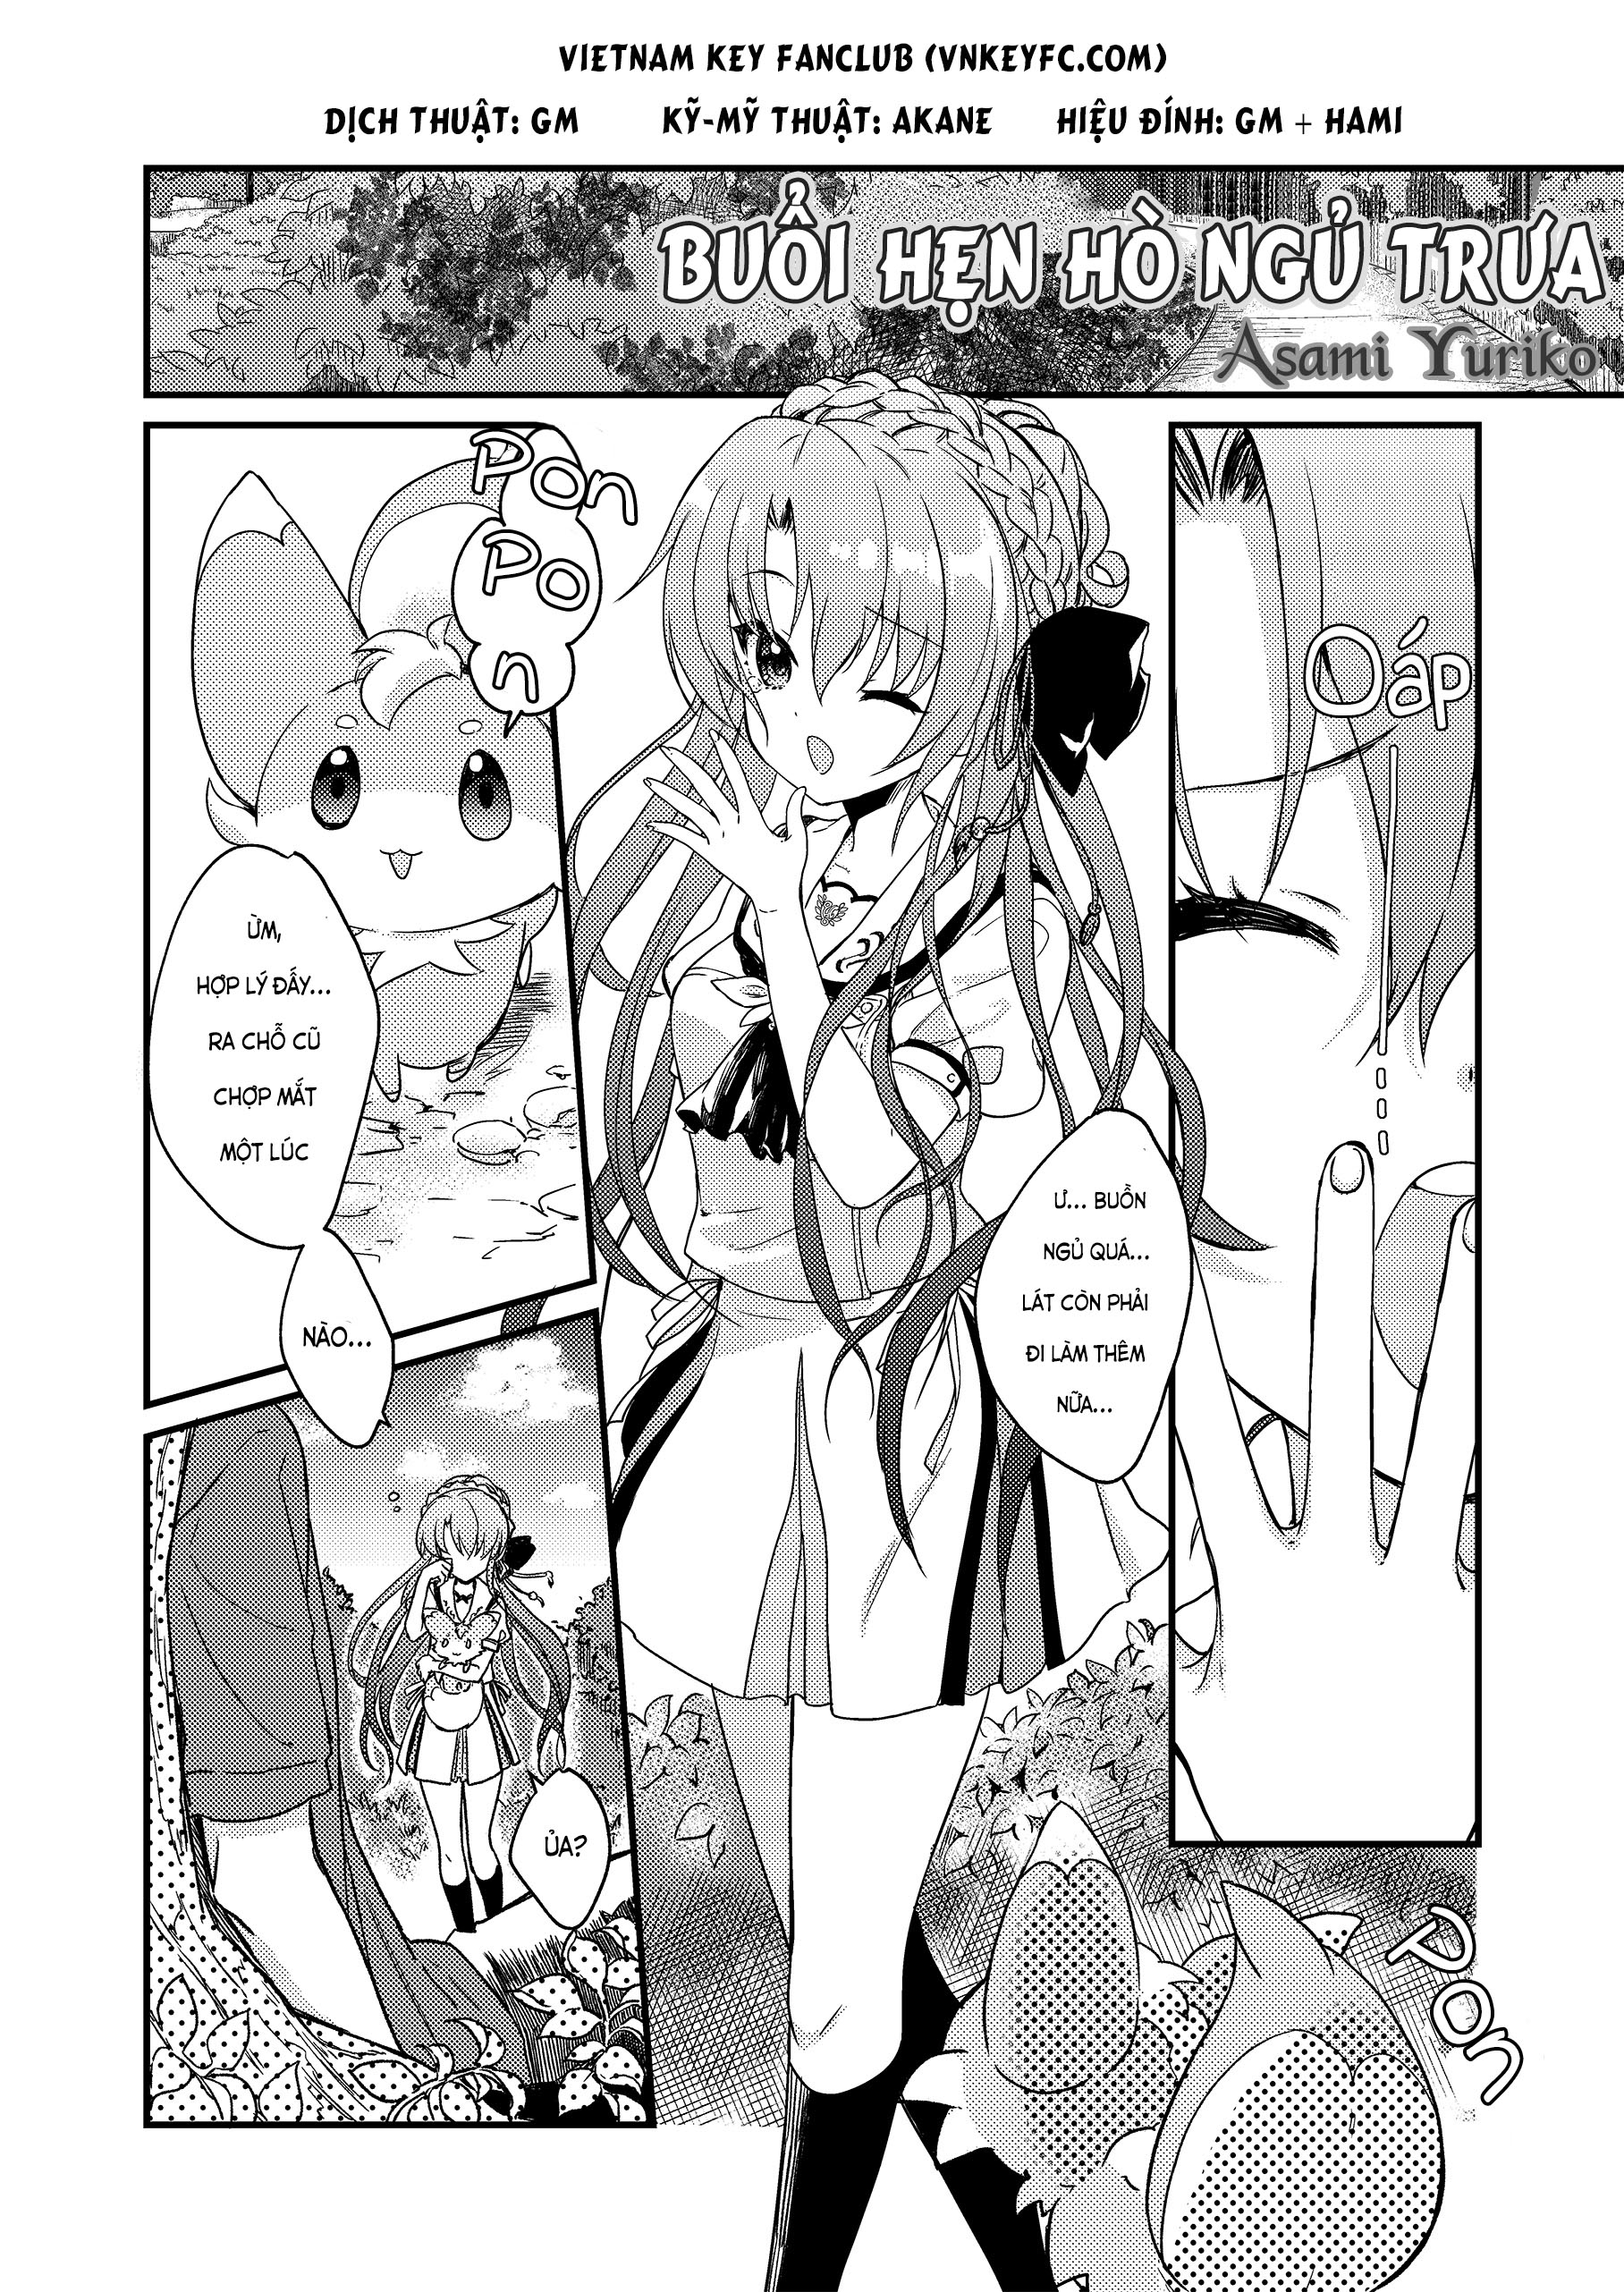 VIETNAM KEY FANCLUB (VNKEYFC.COM)
DỊCH THUẬT: GM KỸ-MỸ THUẬT: AKANE HIỆU ĐÍNH: GM + HAMI
BUỔI HẸN HÒ NGỦ TRƯA
Asami Yuriko
Oáp
Ư... BUỒN
NGỦ QUÁ...
LÁT CÒN PHẢI
ĐI LÀM THÊM
NỮA...
Pon
Pon
Po
n
ỪM,
HỢP LÝ ĐẤY...
RA CHỖ CŨ
CHỢP MẮT
MỘT LÚC
NÀO...
ỦA?